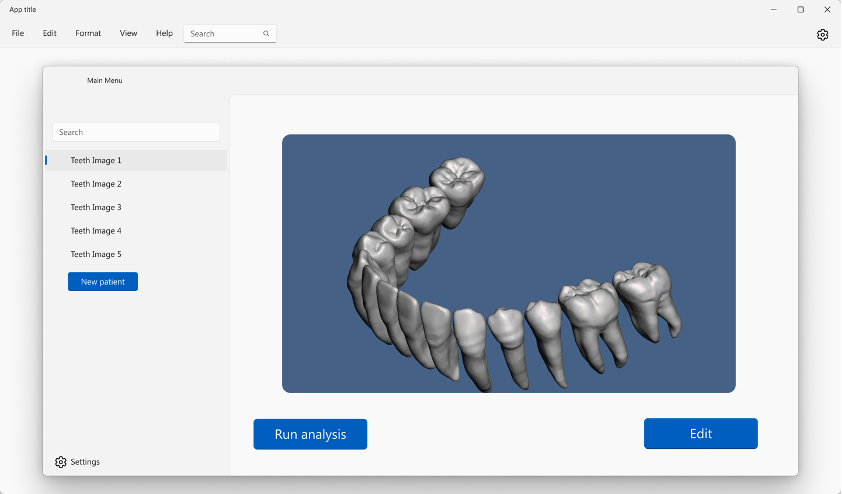 App title
File Edit Format View Help Search
Main Menu
Search
Teeth Image 1
Teeth Image 2
Teeth Image 3
Teeth Image 4
Teeth Image 5
New patient
Run analysis
Edit
Settings